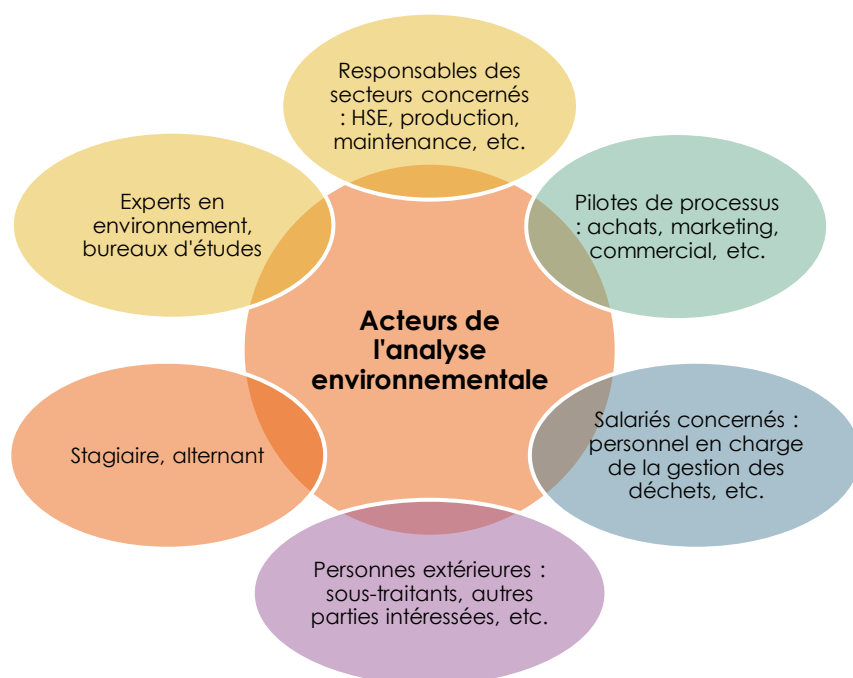 Responsables des
secteurs concernés
: HSE, production,
maintenance, etc.
Experts en
environnement,
bureaux d'études
Pilotes de processus
: achats, marketing,
commercial, etc.
Acteurs de
l'analyse
environnementale
Stagiaire, alternant
Salariés concernés :
personnel en charge
de la gestion des
déchets, etc.
Personnes extérieures :
sous-traitants, autres
parties intéressées, etc.